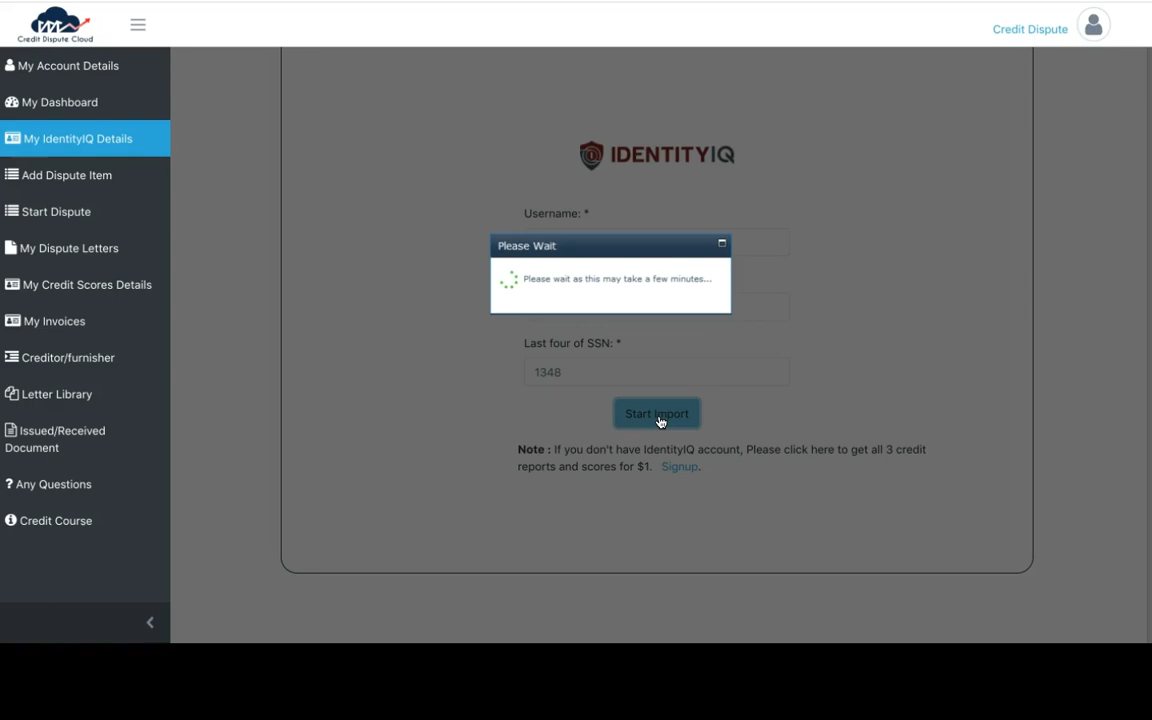 Credit Dispute Cloud
Credit Dispute
My Account Details
My Dashboard
My IdentityIQ Details
Add Dispute Item
Start Dispute
My Dispute Letters
My Credit Scores Details
My Invoices
Creditor/furnisher
Letter Library
Issued/Received
Document
? Any Questions
Credit Course
IDENTITYIQ
Username: *
Please Wait
Please wait as this may take a few minutes...
Last four of SSN: *
1348
Start Import
Note : If you don't have IdentityIQ account, Please click here to get all 3 credit
reports and scores for $1. Signup.